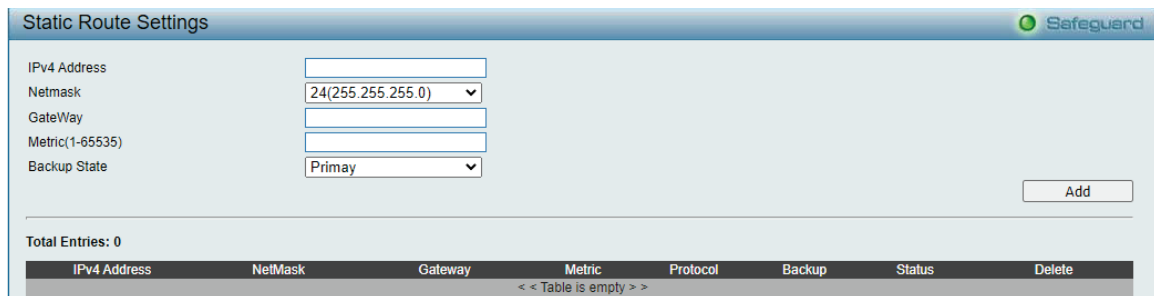 Static Route Settings Safeguard
IPv4 Address
Netmask 24(255.255.255.0)
GateWay
Metric(1-65535)
Backup State Primay
Add
Total Entries: 0
IPv4 Address NetMask Gateway Metric Protocol Backup Status Delete
< < Table is empty > >